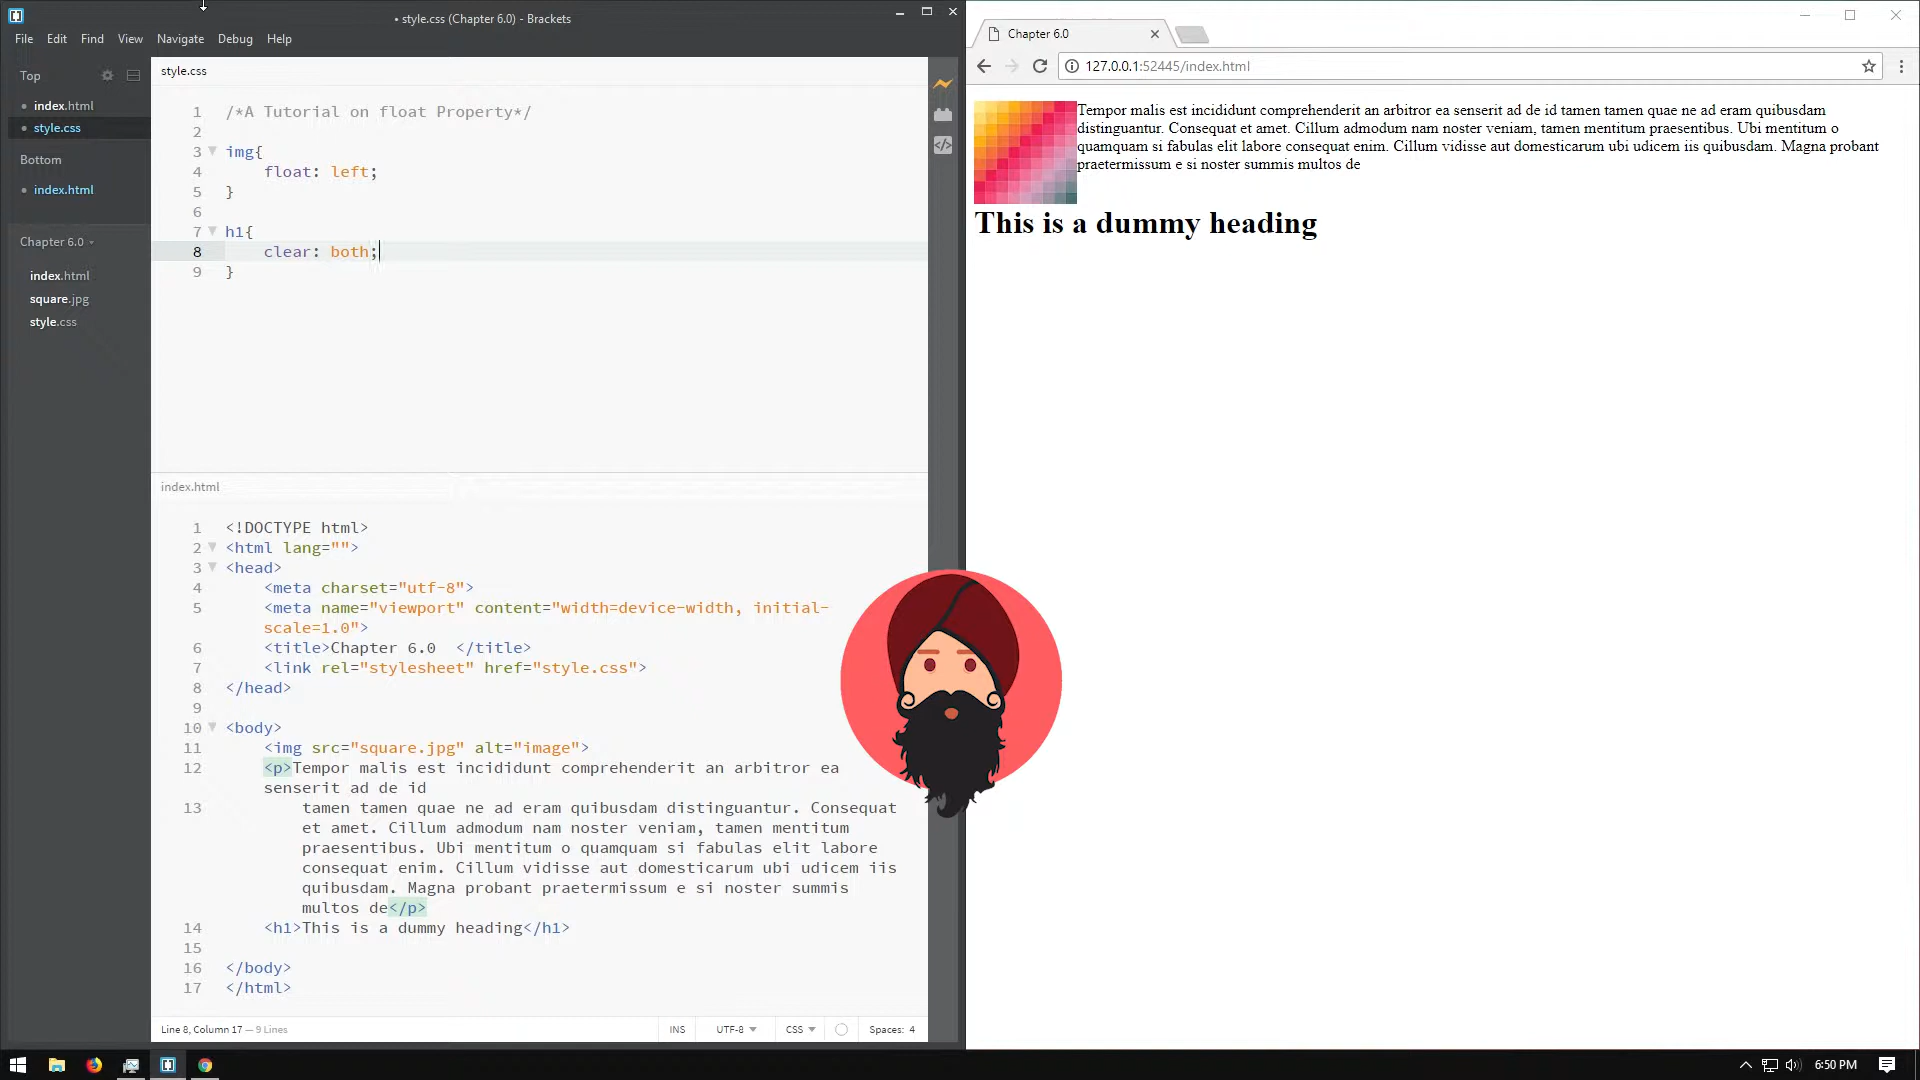 • style.css (Chapter 6.0) - Brackets
File Edit Find View Navigate Debug Help
Top
index.html
style.css
Bottom
index.html
Chapter 6.0
index.html
square.jpg
style.css
style.css
1 /*A Tutorial on float Property*/
2
3 img{
4 float: left;
5 }
6
7 h1{
8 clear: both;
9 }
index.html
1 <!DOCTYPE html>
2 <html lang="">
3 <head>
4 <meta charset="utf-8">
5 <meta name="viewport" content="width=device-width, initial-
scale=1.0">
6 <title>Chapter 6.0  </title>
7 <link rel="stylesheet" href="style.css">
8 </head>
9
10 <body>
11 <img src="square.jpg" alt="image">
12 <p>Tempor malis est incididunt comprehenderit an arbitror ea
senserit ad de id
13 tamen tamen quae ne ad eram quibusdam distinguantur. Consequat
et amet. Cillum admodum nam noster veniam, tamen mentitum
praesentibus. Ubi mentitum o quamquam si fabulas elit labore
consequat enim. Cillum vidisse aut domesticarum ubi udicem iis
quibusdam. Magna probant praetermissum e si noster summis
multos de</p>
14 <h1>This is a dummy heading</h1>
15
16 </body>
17 </html>
Line 8, Column 17 — 9 Lines
INS UTF-8 CSS Spaces: 4
Chapter 6.0
127.0.0.1:52445/index.html
Tempor malis est incididunt comprehenderit an arbitror ea senserit ad de id tamen tamen quae ne ad eram quibusdam
distinguantur. Consequat et amet. Cillum admodum nam noster veniam, tamen mentitum praesentibus. Ubi mentitum o
quamquam si fabulas elit labore consequat enim. Cillum vidisse aut domesticarum ubi udicem iis quibusdam. Magna probant
praetermissum e si noster summis multos de
This is a dummy heading
6:50 PM